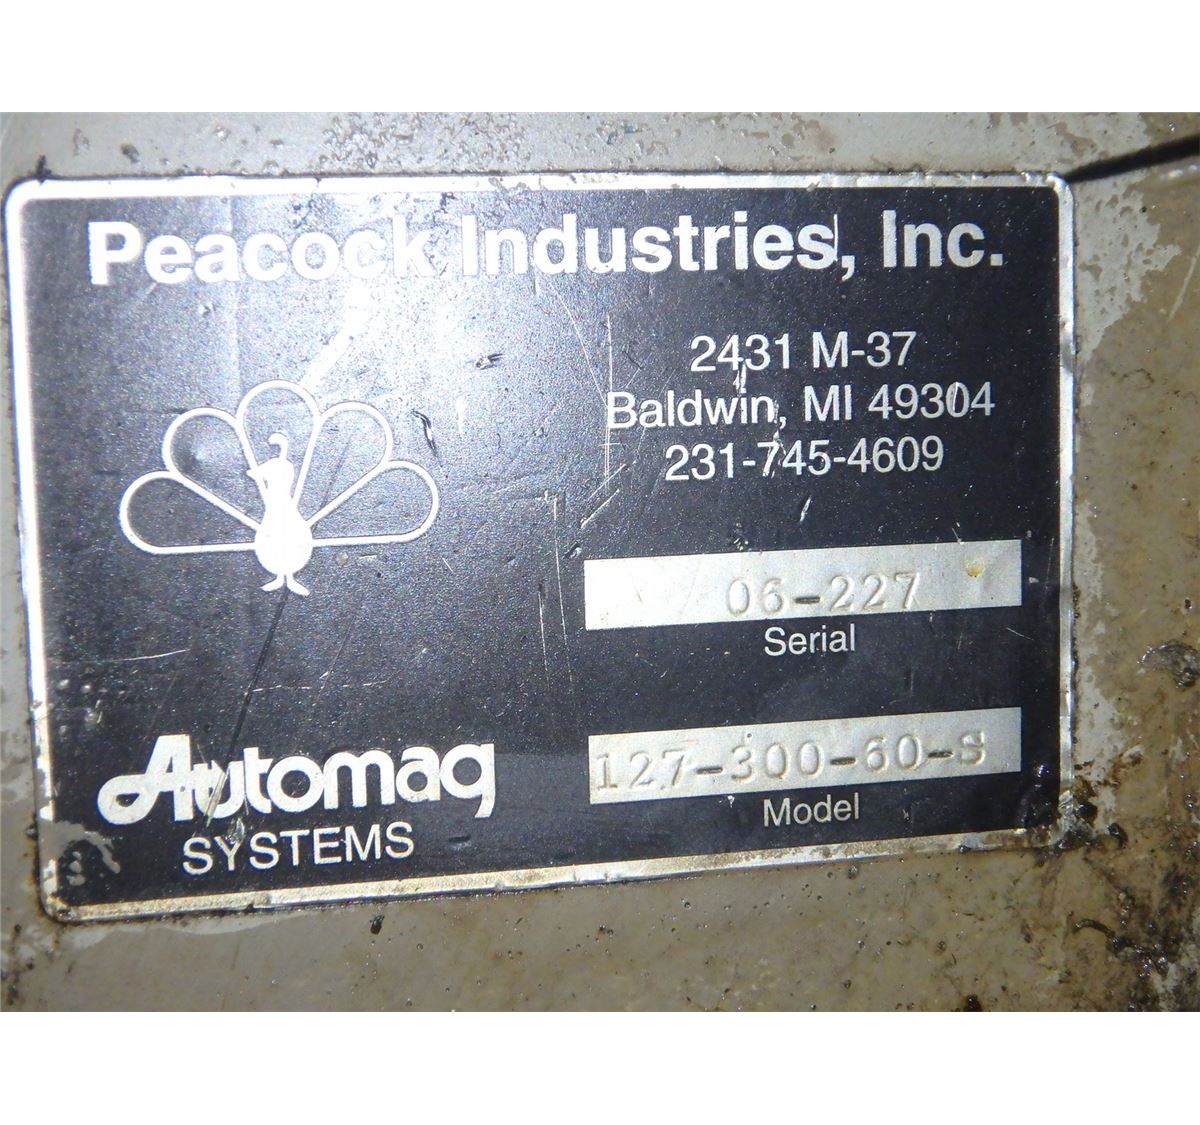 Peacock Industries, Inc.
2431 M-37
Baldwin, MI 49304
231-745-4609
06-227
Serial
127-300-60-S
Model
Automag
SYSTEMS